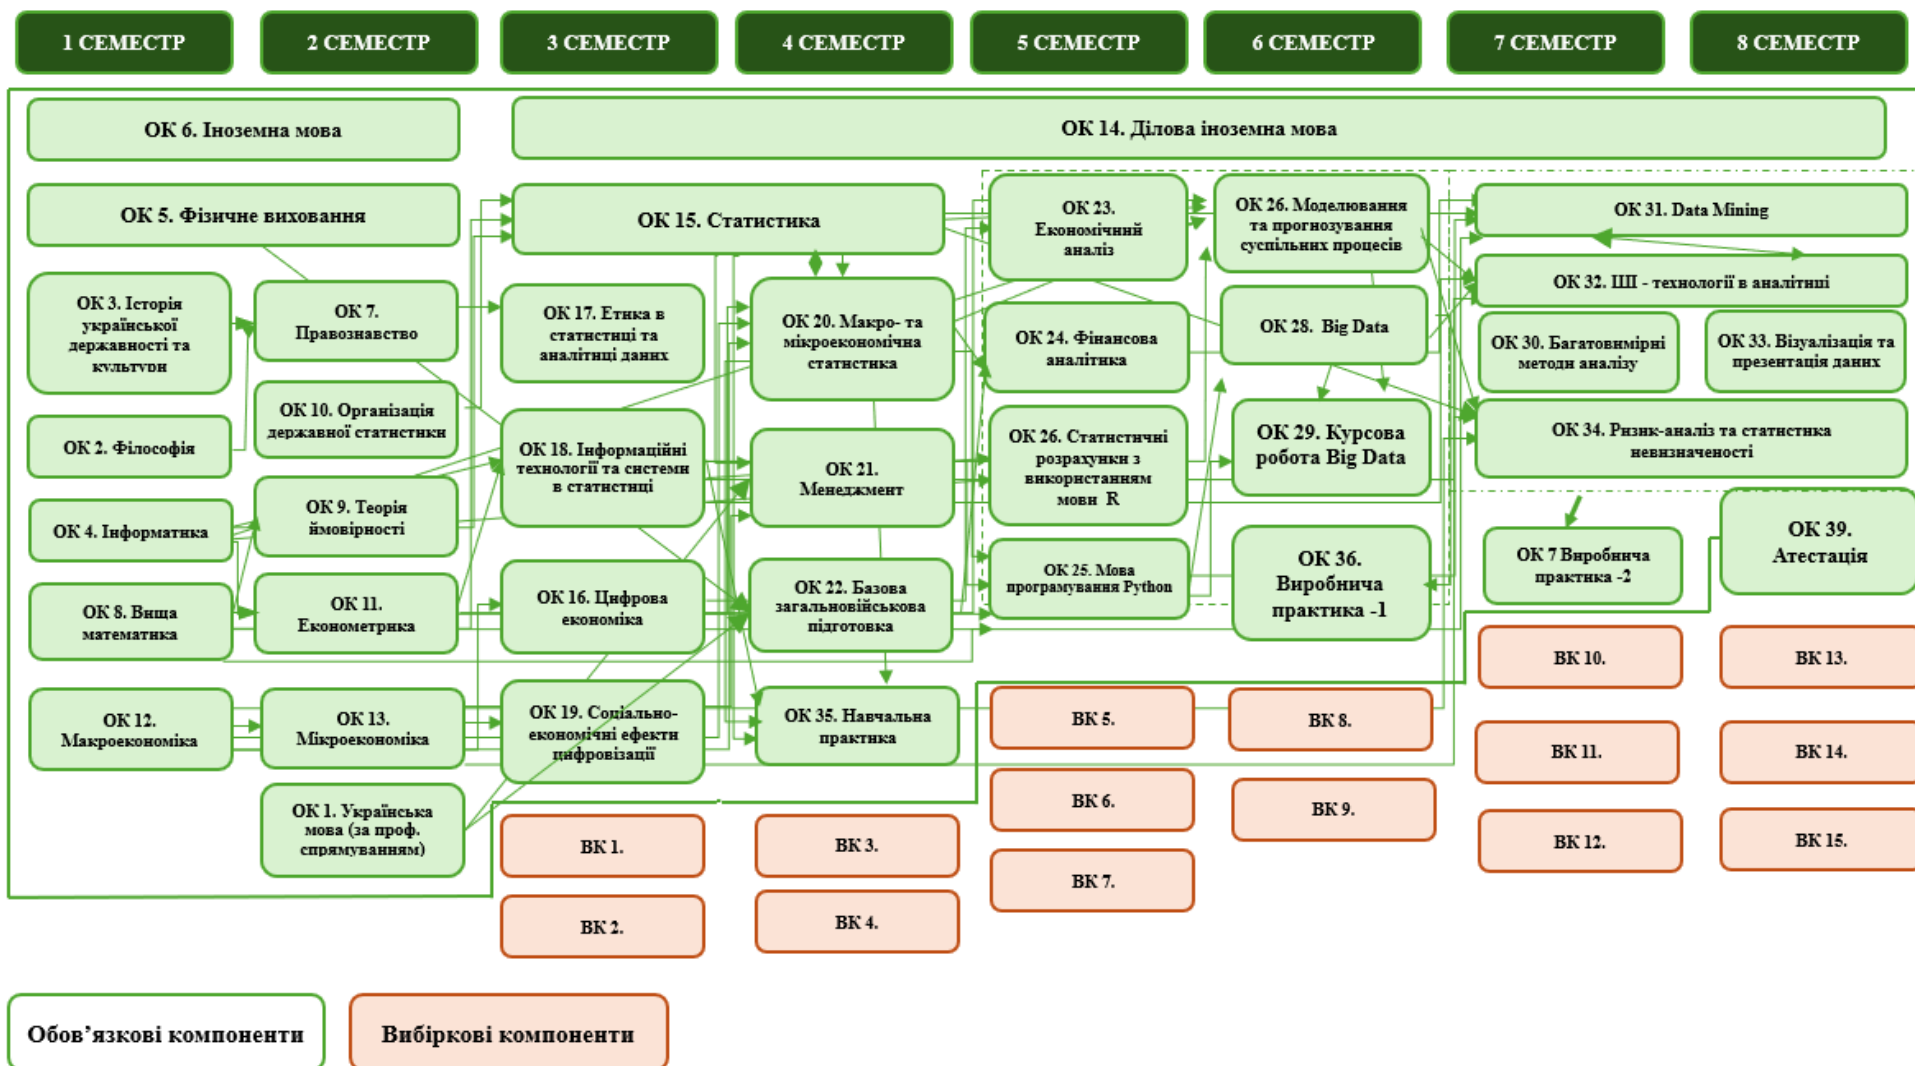 1 СЕМЕСТР
2 СЕМЕСТР
3 СЕМЕСТР
4 СЕМЕСТР
5 СЕМЕСТР
6 СЕМЕСТР
7 СЕМЕСТР
8 СЕМЕСТР
ОК 6. Іноземна мова
ОК 14. Ділова іноземна мова
ОК 5. Фізичне виховання
ОК 3. Історія
української
державності та
культури
ОК 2. Філософія
ОК 4. Інформатика
ОК 8. Вища
математика
ОК 12.
Макроекономіка
ОК 7.
Правознавство
ОК 10. Організація
державної статистики
ОК 9. Теорія
ймовірності
ОК 11.
Економетрика
ОК 13.
Мікроекономіка
ОК 1. Українська
мова (за проф.
спрямуванням)
ОК 15. Статистика
ОК 17. Етика в
статистиці та
аналітиці даних
ОК 18. Інформаційні
технології та системи
в статистиці
ОК 16. Цифрова
економіка
ОК 19. Соціально-
економічні ефекти
цифровізації
ВК 1.
ВК 2.
ОК 20. Макро- та
мікроекономічна
статистика
ОК 21.
Менеджмент
ОК 22. Базова
загальновійськова
підготовка
ОК 35. Навчальна
практика
ВК 3.
ВК 4.
ОК 23.
Економічний
аналіз
ОК 24. Фінансова
аналітика
ОК 26. Статистичні
розрахунки з
використанням
мови R
ОК 25. Мова
програмування Python
ВК 5.
ВК 6.
ВК 7.
ОК 26. Моделювання
та прогнозування
суспільних процесів
ОК 28. Big Data
ОК 29. Курсова
робота Big Data
ОК 36.
Виробнича
практика -1
ВК 8.
ВК 9.
ОК 31. Data Mining
ОК 32. ШІ - технології в аналітиці
ОК 30. Багатовимірні
методи аналізу
ОК 33. Візуалізація та
презентація даних
ОК 34. Ризик-аналіз та статистика
невизначеності
ОК 7 Виробнича
практика -2
ОК 39.
Атестація
ВК 10.
ВК 13.
ВК 11.
ВК 14.
ВК 12.
ВК 15.
Обов’язкові компоненти
Вибіркові компоненти